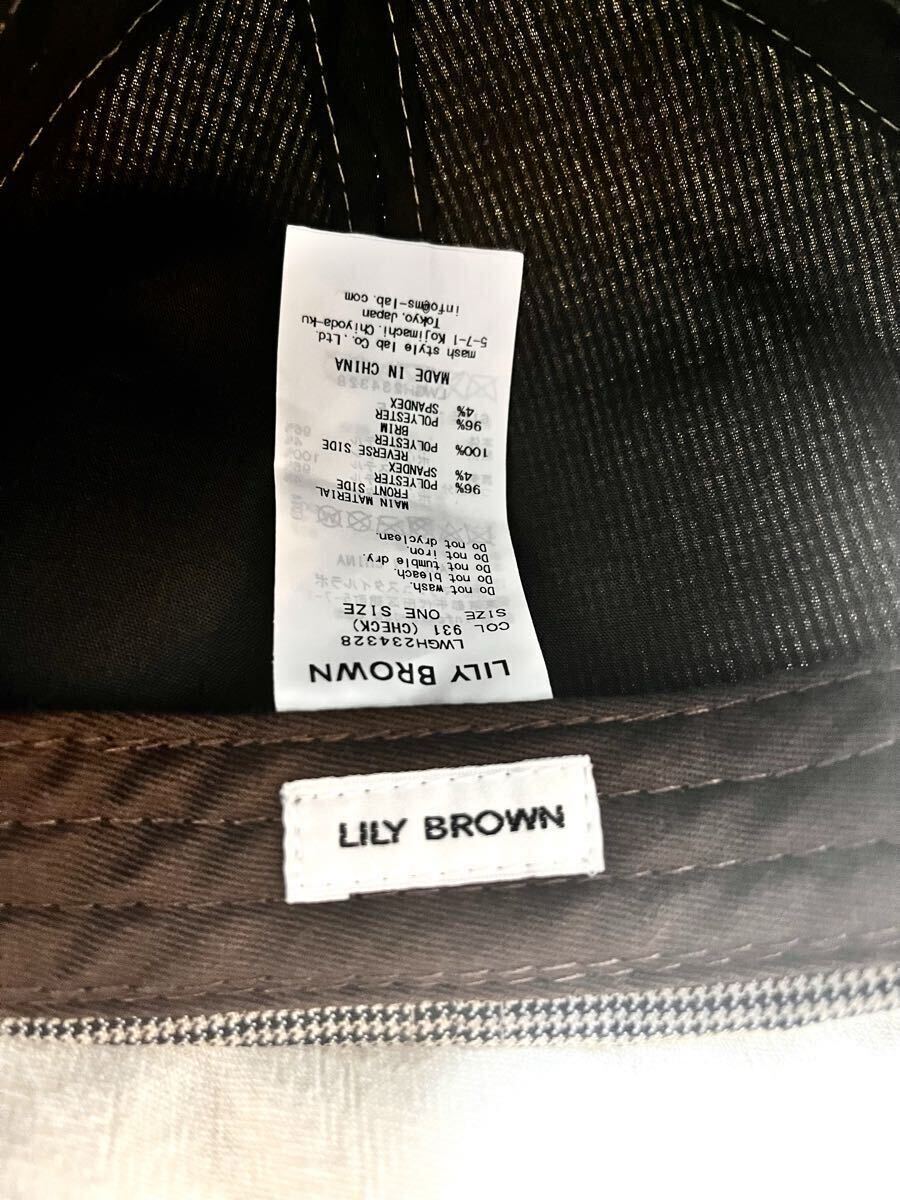 LILY BROWN
LWGH234328
COL 931 (CHECK)
SIZE ONE SIZE
Do not wash.
Do not bleach.
Do not tumble dry.
Do not iron.
Do not dryclean.
MAIN MATERIAL
FRONT SIDE
96% POLYESTER
4% SPANDEX
REVERSE SIDE
100% POLYESTER
BRIM
96% POLYESTER
4% SPANDEX
MADE IN CHINA
mash style lab Co., Ltd.
5-7-1 Kojimachi, Chiyoda-ku
Tokyo, Japan
info@ms-lab.com
LILY BROWN